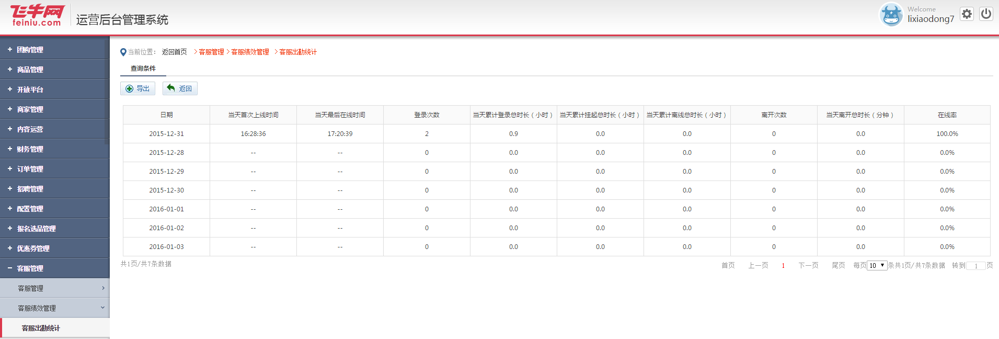 飞牛网
feiniu.com
运营后台管理系统
Welcome
lixiaodong7
团购管理
商品管理
开放平台
商家管理
内容运营
财务管理
订单管理
招聘管理
配置管理
报名选品管理
优惠券管理
客服管理
客服管理
客服绩效管理
客服出勤统计
当前位置： 返回首页 >客服管理 >客服绩效管理 >客服出勤统计
查询条件
导出 返回
日期 当天首次上线时间 当天最后在线时间 登录次数 当天累计登录总时长（小时） 当天累计挂起总时长（小时） 当天累计离线总时长（小时） 离开次数 当天离开总时长（分钟） 在线率
2015-12-31 16:28:36 17:20:39 2 0.9 0.0 0.0 0 0.0 100.0%
2015-12-28 -- -- 0 0.0 0.0 0.0 0 0.0 0.0%
2015-12-29 -- -- 0 0.0 0.0 0.0 0 0.0 0.0%
2015-12-30 -- -- 0 0.0 0.0 0.0 0 0.0 0.0%
2016-01-01 -- -- 0 0.0 0.0 0.0 0 0.0 0.0%
2016-01-02 -- -- 0 0.0 0.0 0.0 0 0.0 0.0%
2016-01-03 -- -- 0 0.0 0.0 0.0 0 0.0 0.0%
共1页/共7条数据
首页 上一页 1 下一页 尾页 每页 10 条共1页/共7条数据 转到 1 页